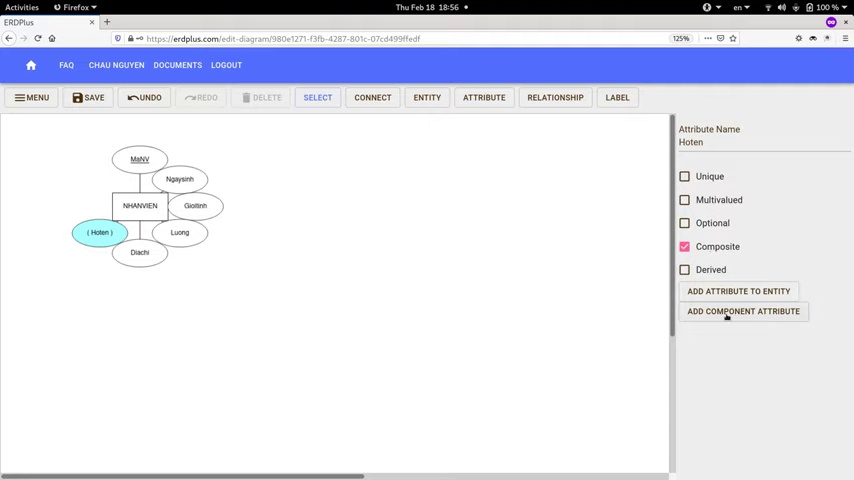 Activities Firefox Thu Feb 18 18:56 en 100 %
ERDPlus
https://erdplus.com/edit-diagram/980e1271-f3fb-4287-801c-07cd499ffedf 125%
FAQ CHAU NGUYEN DOCUMENTS LOGOUT
MENU SAVE UNDO REDO DELETE SELECT CONNECT ENTITY ATTRIBUTE RELATIONSHIP LABEL
Attribute Name
Hoten
MaNV
Unique
Ngaysinh
Multivalued
NHANVIEN Gioitinh
Optional
( Hoten ) Luong
Composite
Diachi
Derived
ADD ATTRIBUTE TO ENTITY
ADD COMPONENT ATTRIBUTE